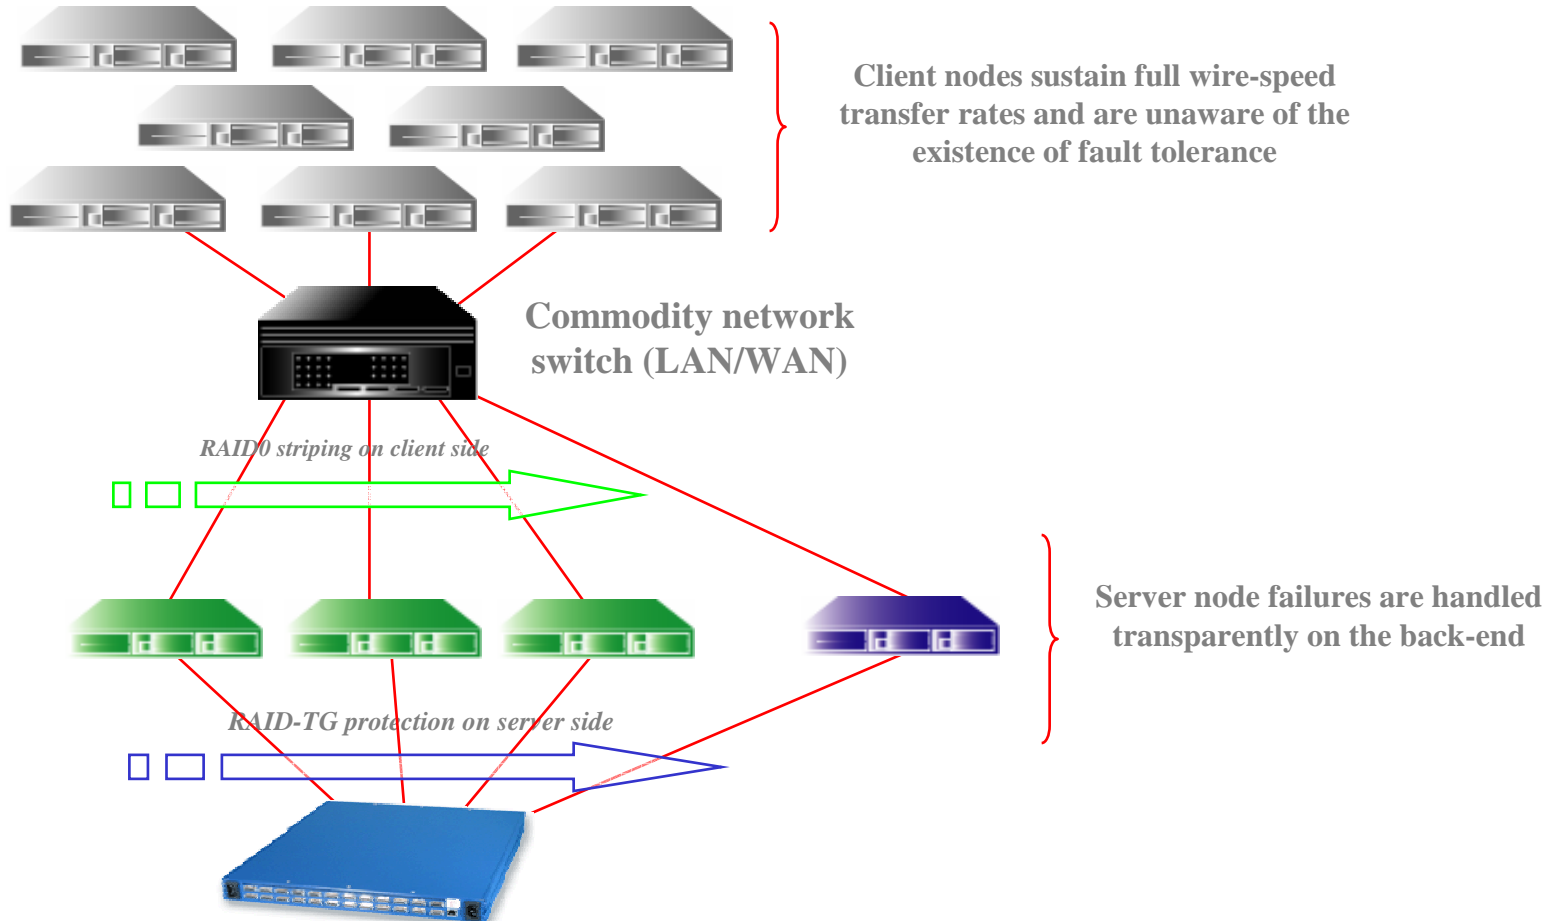 Client nodes sustain full wire-speed
transfer rates and are unaware of the
existence of fault tolerance
Commodity network
switch (LAN/WAN)
RAID0 striping on client side
Server node failures are handled
transparently on the back-end
RAID-TG protection on server side